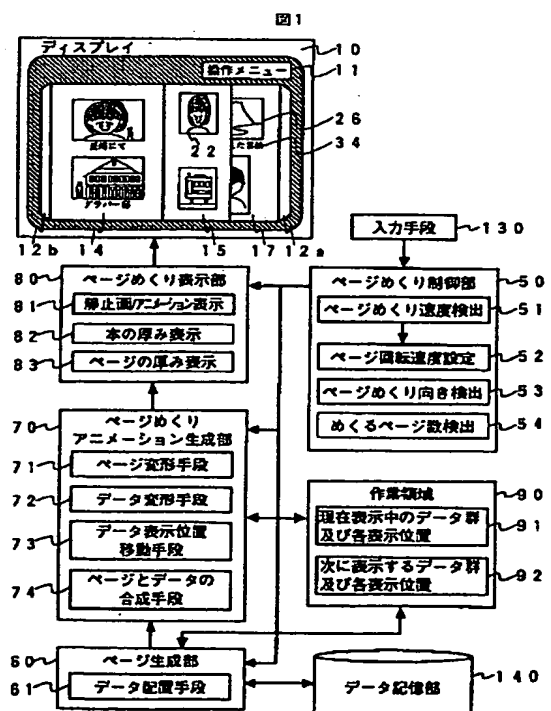 図1
ディスプレイ
10
操作メニュー
11
26
34
22
長崎にて
グラバー邸
12b
14
15
17
12a
入力手段
130
80
ページめくり表示部
81
静止画/アニメーション表示
82
本の厚み表示
83
ページの厚み表示
ページめくり制御部
50
ページめくり速度検出
51
ページ回転速度設定
52
ページめくり向き検出
53
めくるページ数検出
54
70
ページめくり
アニメーション生成部
71
ページ変形手段
72
データ変形手段
73
データ表示位置
移動手段
74
ページとデータの
合成手段
作業領域
90
現在表示中のデータ群
及び各表示位置
91
次に表示するデータ群
及び各表示位置
92
60
ページ生成部
61
データ配置手段
データ記憶部
140